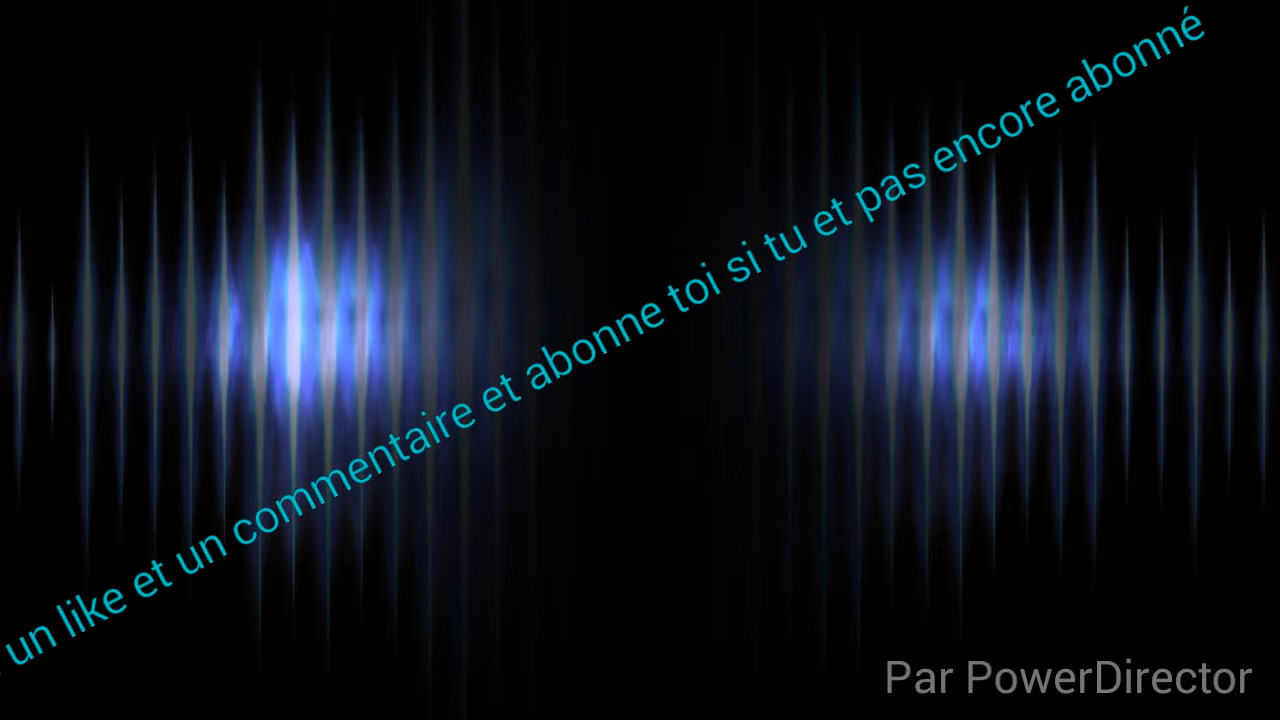 un like et un commentaire et abonne toi si tu et pas encore abonné
Par PowerDirector